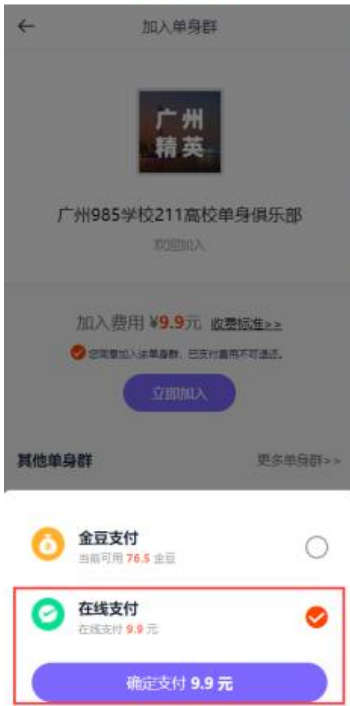 加入单身群
广州
精英
广州985学校211高校单身俱乐部
欢迎加入
加入费用 ¥9.9元 收费标准>>
您同意加入该单身群，已支付费用不可退还。
立即加入
其他单身群 更多单身群>>
金豆支付
当前可用 76.5 金豆
在线支付
在线支付 9.9 元
确定支付 9.9 元